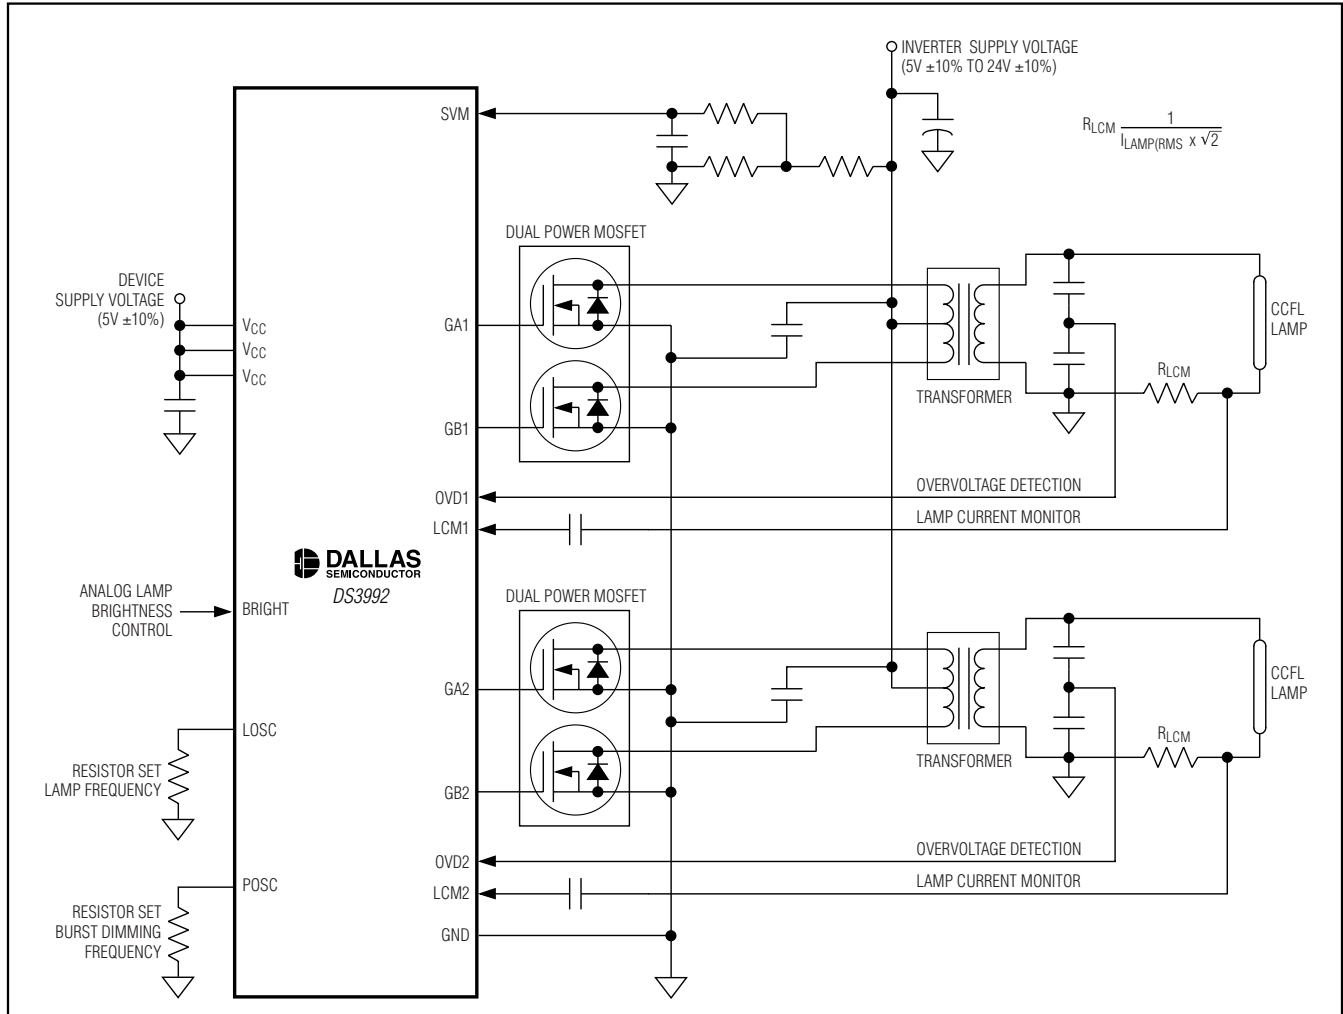 INVERTER SUPPLY VOLTAGE
(5V ±10% TO 24V ±10%)
SVM
RLCM 1
ILAMP(RMS x √2
DUAL POWER MOSFET
DEVICE
SUPPLY VOLTAGE
(5V ±10%)
VCC
VCC
VCC
GA1
GB1
TRANSFORMER
RLCM
CCFL
LAMP
OVD1
OVERVOLTAGE DETECTION
LCM1
LAMP CURRENT MONITOR
DALLAS
SEMICONDUCTOR
DS3992
ANALOG LAMP
BRIGHTNESS
CONTROL
BRIGHT
DUAL POWER MOSFET
GA2
GB2
TRANSFORMER
RLCM
CCFL
LAMP
LOSC
RESISTOR SET
LAMP FREQUENCY
OVD2
OVERVOLTAGE DETECTION
LCM2
LAMP CURRENT MONITOR
POSC
RESISTOR SET
BURST DIMMING
FREQUENCY
GND